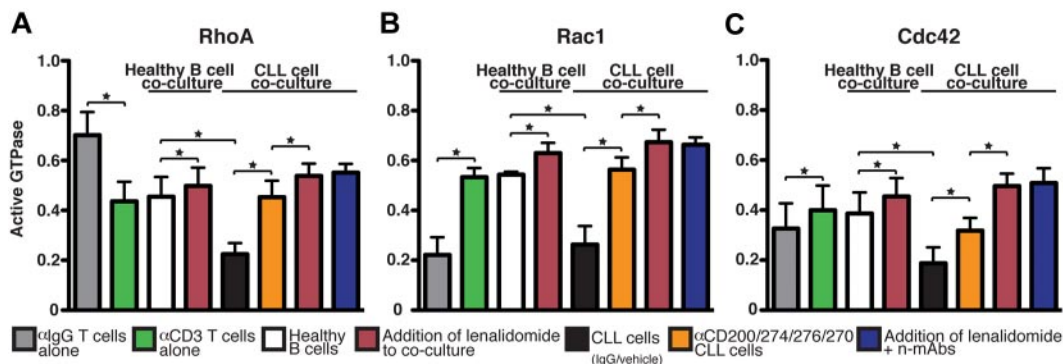 A
RhoA
Healthy B cell
co-culture
CLL cell
co-culture
Active GTPase
1.0
0.8
0.6
0.4
0.2
0
B
Rac1
Healthy B cell
co-culture
CLL cell
co-culture
1.0
0.8
0.6
0.4
0.2
0
C
Cdc42
Healthy B cell
co-culture
CLL cell
co-culture
1.0
0.8
0.6
0.4
0.2
0
αIgG T cells
alone
αCD3 T cells
alone
Healthy
B cells
Addition of lenalidomide
to co-culture
CLL cells
(IgG/vehicle)
αCD200/274/276/270
CLL cells
Addition of lenalidomide
+ n-mAbs